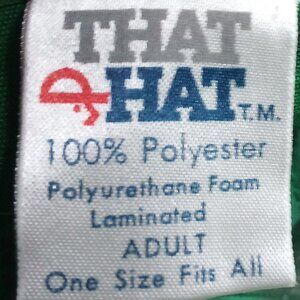 THAT
HAT T.M.
100% Polyester
Polyurethane Foam
Laminated
ADULT
One Size Fits All